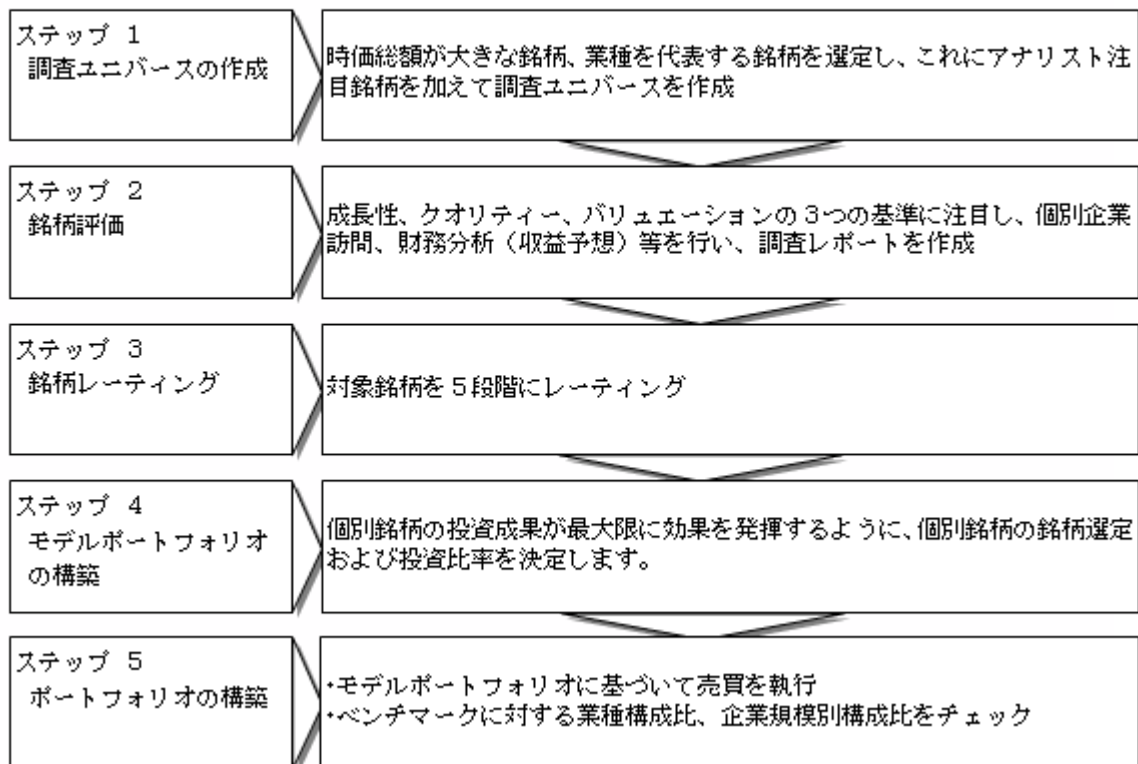 ステップ 1
調査ユニバースの作成
時価総額が大きな銘柄、業種を代表する銘柄を選定し、これにアナリスト注
目銘柄を加えて調査ユニバースを作成
ステップ 2
銘柄評価
成長性、クオリティー、バリュエーションの3つの基準に注目し、個別企業
訪問、財務分析（収益予想）等を行い、調査レポートを作成
ステップ 3
銘柄レーティング
対象銘柄を5段階にレーティング
ステップ 4
モデルポートフォリオ
の構築
個別銘柄の投資成果が最大限に効果を発揮するように、個別銘柄の銘柄選定
および投資比率を決定します。
ステップ 5
ポートフォリオの構築
・モデルポートフォリオに基づいて売買を執行
・ベンチマークに対する業種構成比、企業規模別構成比をチェック